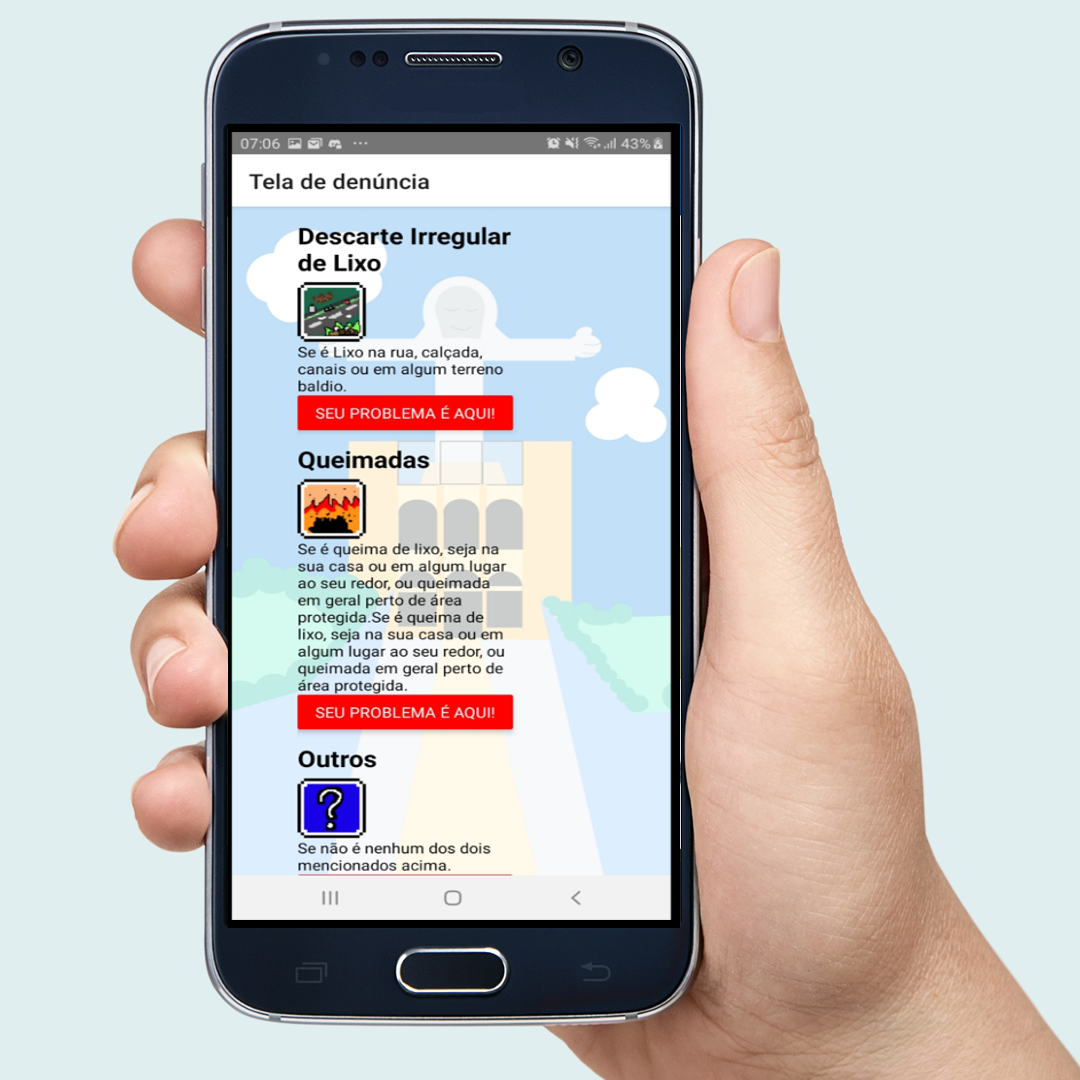 07:06 43%
Tela de denúncia
Descarte Irregular
de Lixo
Se é Lixo na rua, calçada,
canais ou em algum terreno
baldio.
SEU PROBLEMA É AQUI!
Queimadas
Se é queima de lixo, seja na
sua casa ou em algum lugar
ao seu redor, ou queimada
em geral perto de área
protegida.Se é queima de
lixo, seja na sua casa ou em
algum lugar ao seu redor, ou
queimada em geral perto de
área protegida.
SEU PROBLEMA É AQUI!
Outros
?
Se não é nenhum dos dois
mencionados acima.